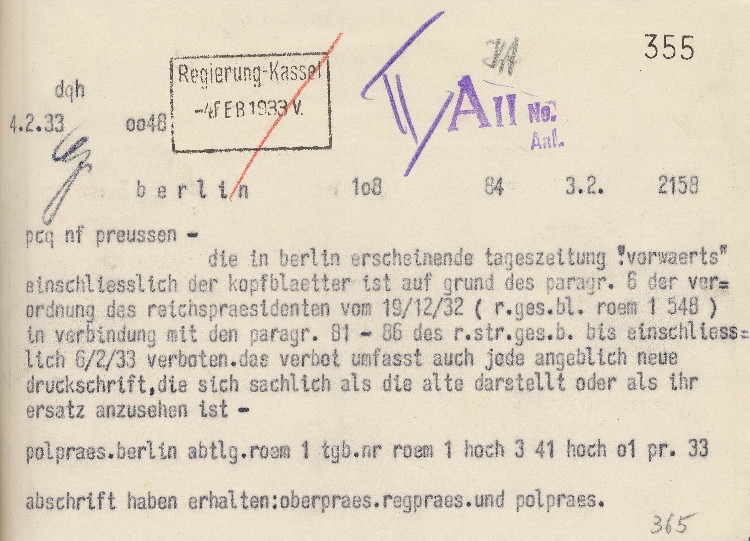 355
dqh
Regierung-Kassel
-4 FEB 1933 V.
4.2.33 oo48
A II No.
Anl.
berlin 1o8 84 3.2. 2158
pcq nf preussen -
die in berlin erscheinende tageszeitung "vorwaerts"
einschliesslich der kopfblaetter ist auf grund des paragr. 6 der ver=
ordnung des reichspraesidenten vom 19/12/32 ( r.ges.bl. roem 1 548 )
in verbindung mit den paragr. 81 - 86 des r.str.ges.b. bis einschliess=
lich 6/2/33 verboten.das verbot umfasst auch jede angeblich neue
druckschrift,die sich sachlich als die alte darstellt oder als ihr
ersatz anzusehen ist -
polpraes.berlin abtlg.roem 1 tgb.nr roem 1 hoch 3 41 hoch o1 pr. 33
abschrift haben erhalten:oberpraes.regpraes.und polpraes.
365